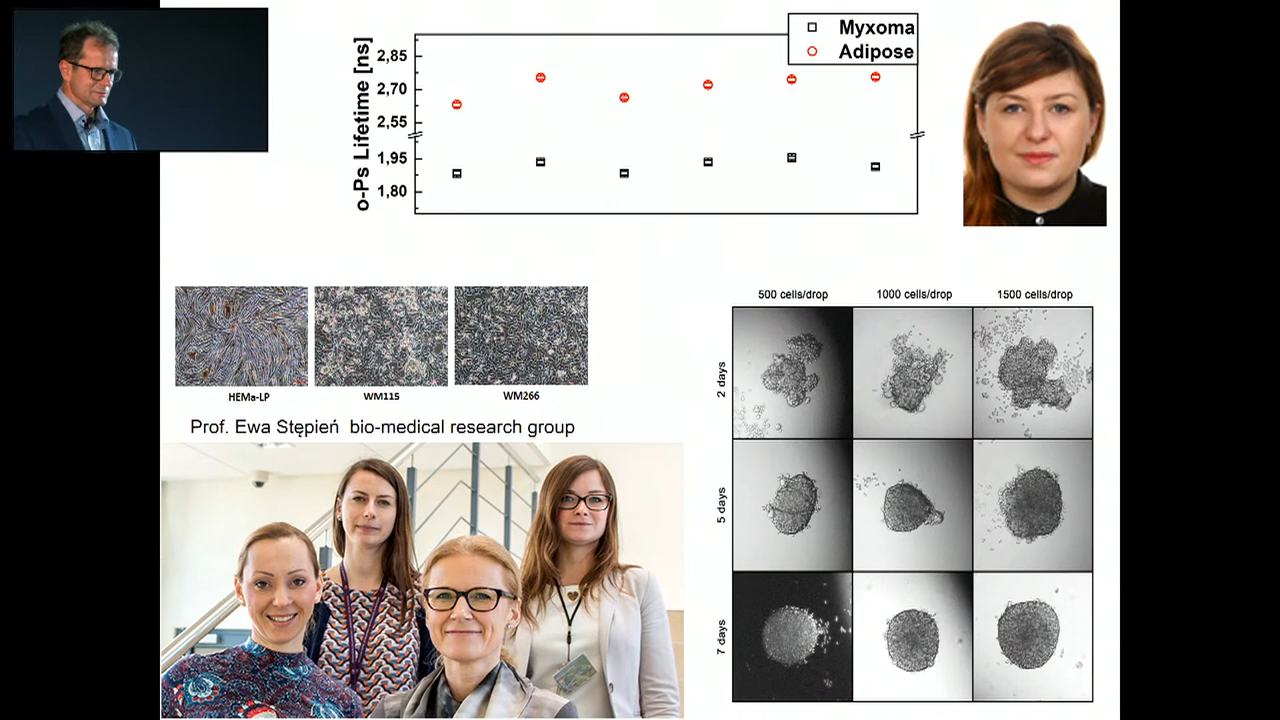 Myxoma
Adipose
o-Ps Lifetime [ns]
2,85
2,70
2,55
1,95
1,80
HEMa-LP
WM115
WM266
Prof. Ewa Stępień bio-medical research group
500 cells/drop
1000 cells/drop
1500 cells/drop
2 days
5 days
7 days